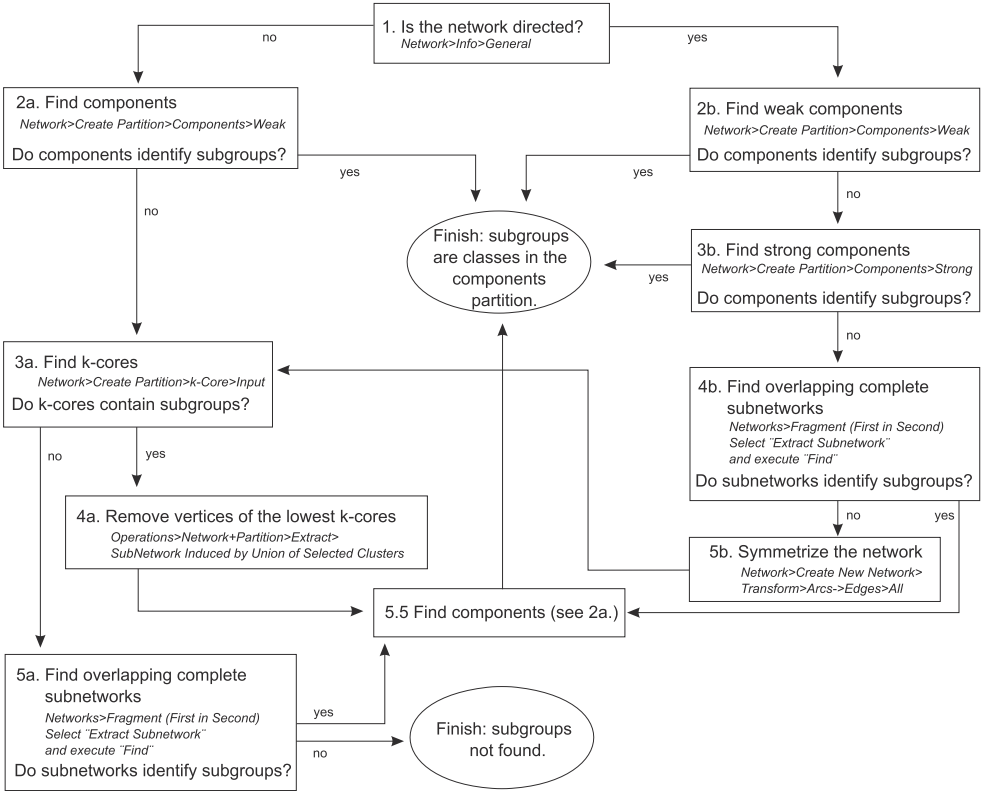 1. Is the network directed?
Network>Info>General
no
yes
2a. Find components
Network>Create Partition>Components>Weak
Do components identify subgroups?
yes
no
2b. Find weak components
Network>Create Partition>Components>Weak
Do components identify subgroups?
yes
no
Finish: subgroups
are classes in the
components
partition.
3b. Find strong components
Network>Create Partition>Components>Strong
Do components identify subgroups?
yes
no
3a. Find k-cores
Network>Create Partition>k-Core>Input
Do k-cores contain subgroups?
no
yes
4b. Find overlapping complete
subnetworks
Networks>Fragment (First in Second)
Select ¨Extract Subnetwork¨
and execute ¨Find¨
Do subnetworks identify subgroups?
no
yes
4a. Remove vertices of the lowest k-cores
Operations>Network+Partition>Extract>
SubNetwork Induced by Union of Selected Clusters
5b. Symmetrize the network
Network>Create New Network>
Transform>Arcs->Edges>All
5.5 Find components (see 2a.)
5a. Find overlapping complete
subnetworks
Networks>Fragment (First in Second)
Select ¨Extract Subnetwork¨
and execute ¨Find¨
Do subnetworks identify subgroups?
yes
no
Finish: subgroups
not found.